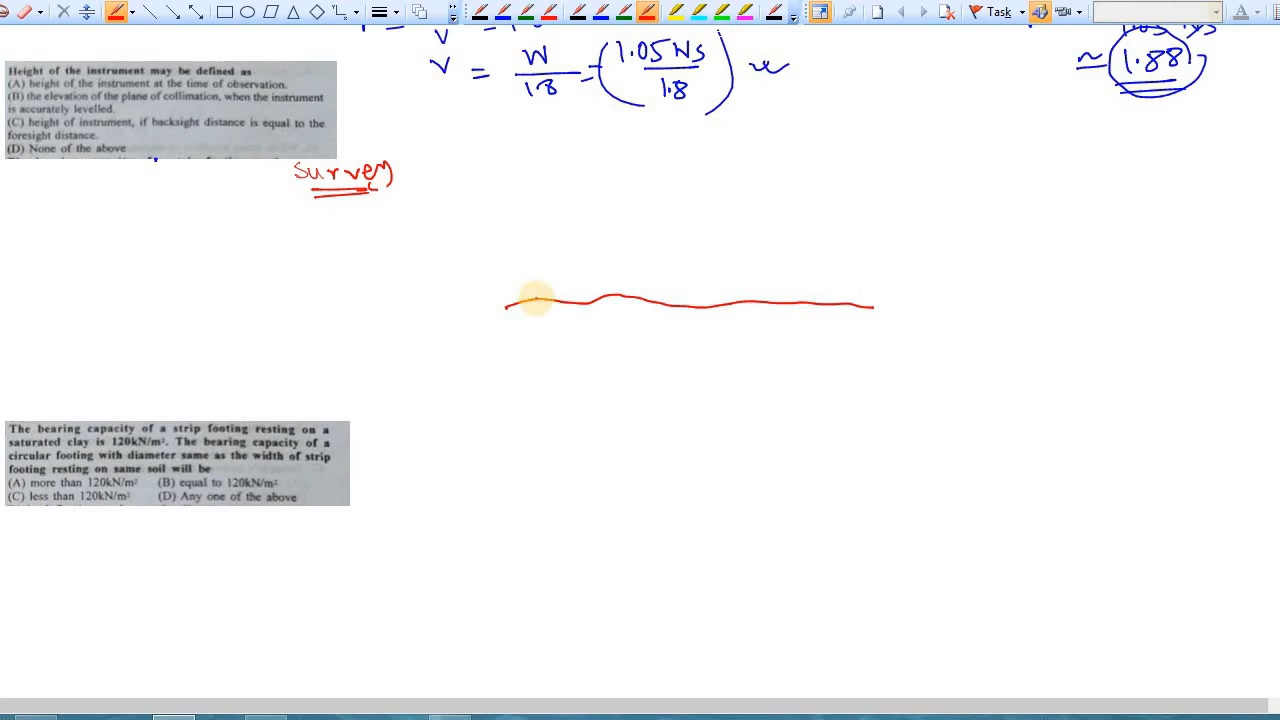 Task
V = W/1.8 = (1.05 Ws / 1.8)
≈ 1.88
Height of the instrument may be defined as
(A) height of the instrument at the time of observation.
(B) the elevation of the plane of collimation, when the instrument
is accurately levelled.
(C) height of instrument, if backsight distance is equal to the
foresight distance.
(D) None of the above
Survey
The bearing capacity of a strip footing resting on a
saturated clay is 120kN/m². The bearing capacity of a
circular footing with diameter same as the width of strip
footing resting on same soil will be
(A) more than 120kN/m² (B) equal to 120kN/m²
(C) less than 120kN/m² (D) Any one of the above